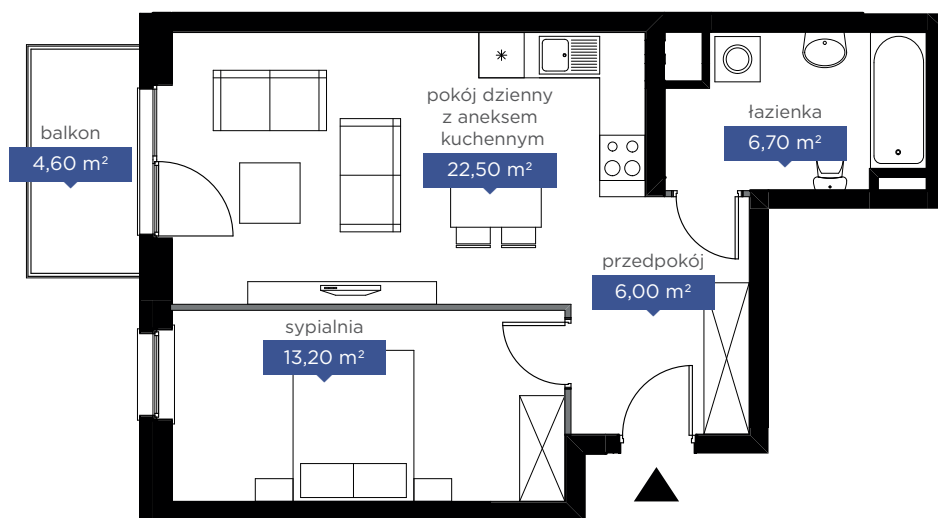 balkon
4,60 m²
pokój dzienny
z aneksem
kuchennym
22,50 m²
łazienka
6,70 m²
przedpokój
6,00 m²
sypialnia
13,20 m²